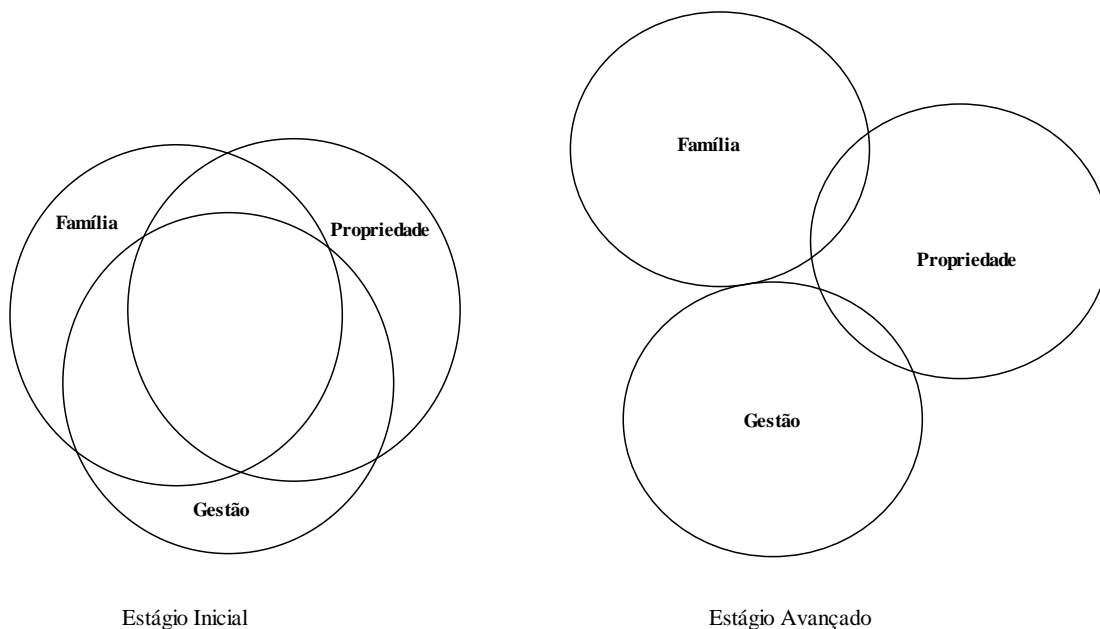 Família
Propriedade
Gestão
Estágio Inicial
Família
Propriedade
Gestão
Estágio Avançado